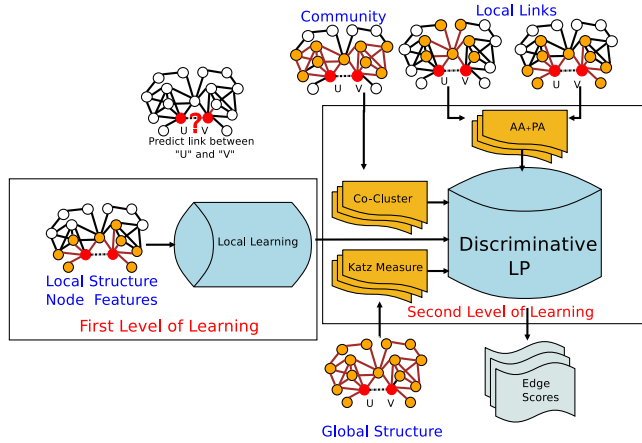 Community
Local Links
U V
U V
U V
?
U V
Predict link between
"U" and "V"
AA+PA
Co-Cluster
Local Learning
Discriminative
LP
Katz Measure
Local Structure
Node Features
First Level of Learning
Second Level of Learning
U V
Edge
Scores
Global Structure